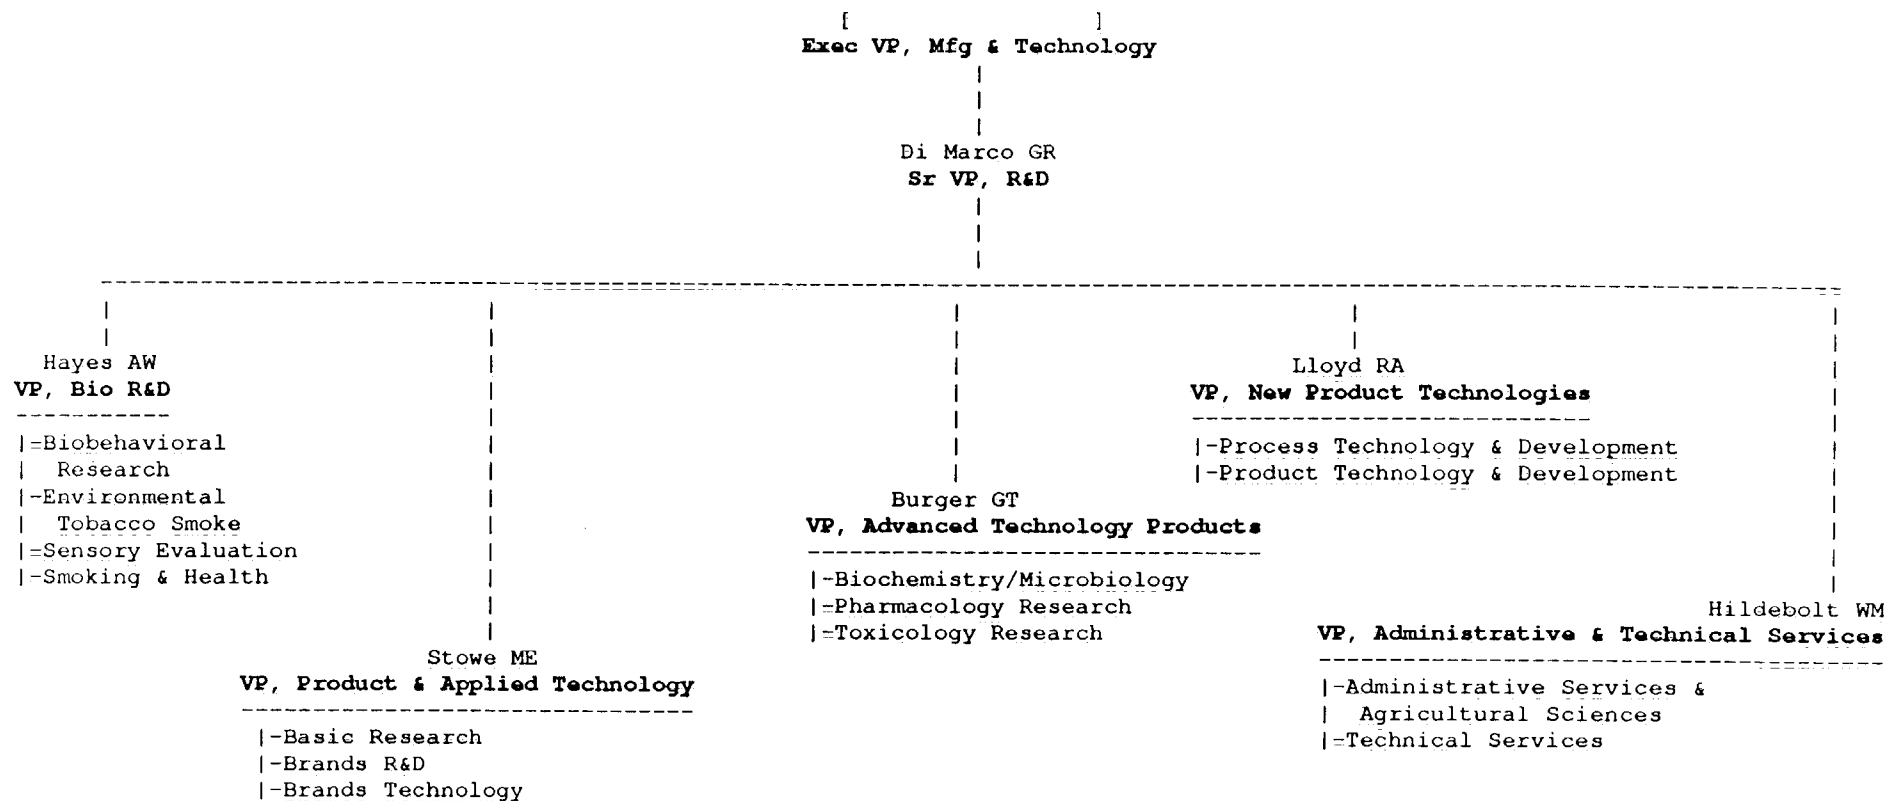 [ ]
Exec VP, Mfg & Technology
Di Marco GR
Sr VP, R&D
Hayes AW
VP, Bio R&D
|=Biobehavioral
| Research
|-Environmental
| Tobacco Smoke
|=Sensory Evaluation
|-Smoking & Health
Stowe ME
VP, Product & Applied Technology
|-Basic Research
|-Brands R&D
|-Brands Technology
Burger GT
VP, Advanced Technology Products
|-Biochemistry/Microbiology
|=Pharmacology Research
|=Toxicology Research
Lloyd RA
VP, New Product Technologies
|-Process Technology & Development
|-Product Technology & Development
Hildebolt WM
VP, Administrative & Technical Services
|-Administrative Services &
| Agricultural Sciences
|=Technical Services